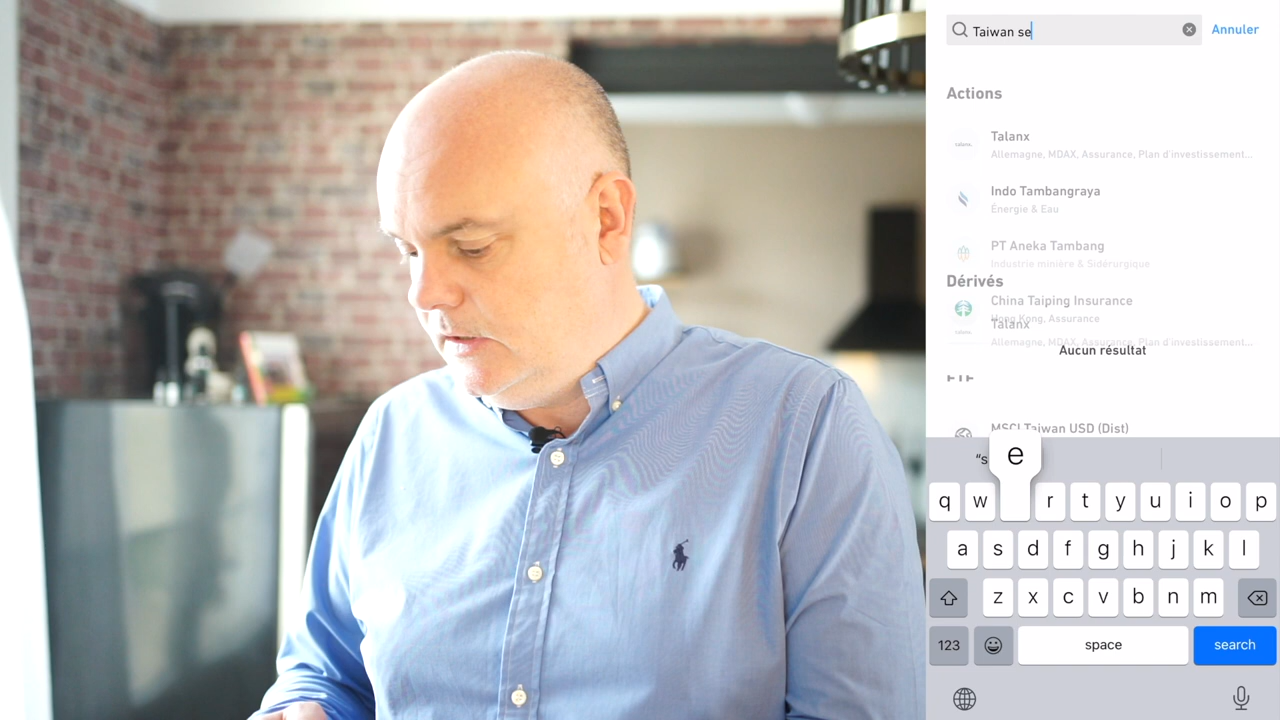 Taiwan se
Annuler
Actions
Talanx
Allemagne, MDAX, Assurance, Plan d'investissement...
Indo Tambangraya
Énergie & Eau
PT Aneka Tambang
Industrie minière & Sidérurgique
Dérivés
China Taiping Insurance
Hong Kong, Assurance
Talanx
Allemagne, MDAX, Assurance, Plan d'investissement...
Aucun résultat
MSCI Taiwan USD (Dist)
“s
e
q w r t y u i o p
a s d f g h j k l
z x c v b n m
123 space search